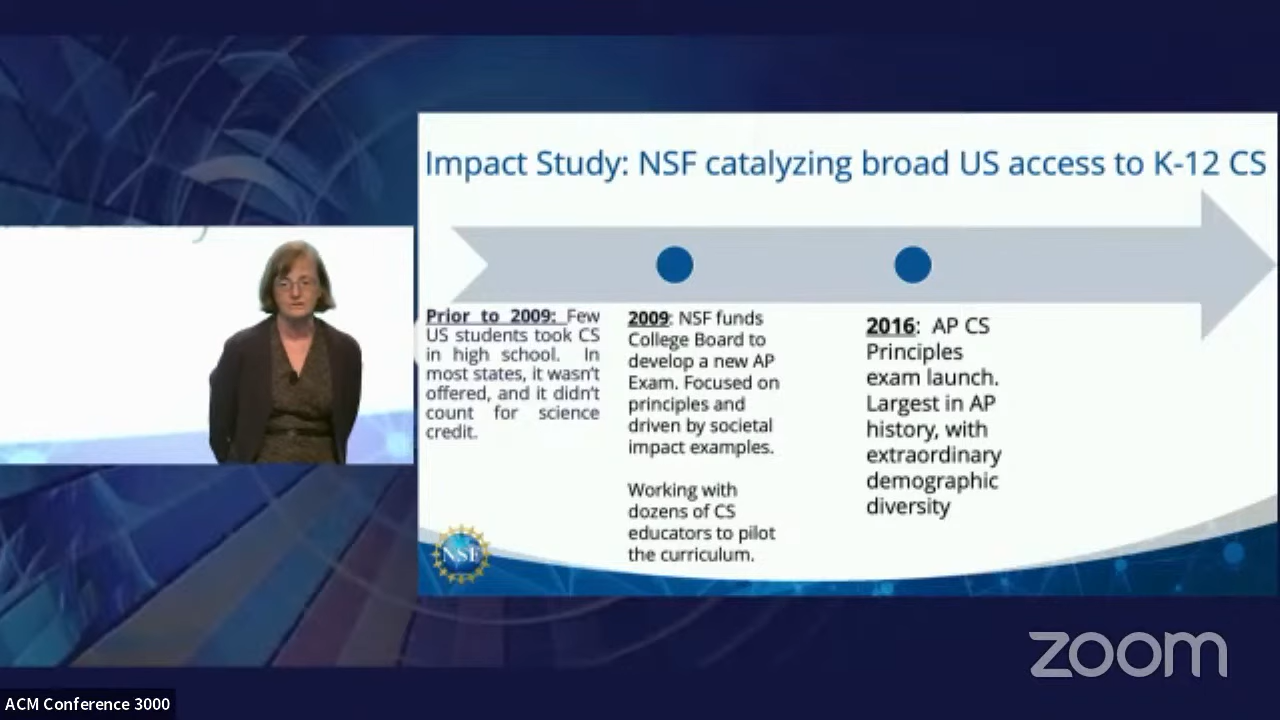 Impact Study: NSF catalyzing broad US access to K-12 CS
Prior to 2009: Few
US students took CS
in high school. In
most states, it wasn't
offered, and it didn't
count for science
credit.
2009: NSF funds
College Board to
develop a new AP
Exam. Focused on
principles and
driven by societal
impact examples.
Working with
dozens of CS
educators to pilot
the curriculum.
2016: AP CS
Principles
exam launch.
Largest in AP
history, with
extraordinary
demographic
diversity
NSF
zoom
ACM Conference 3000